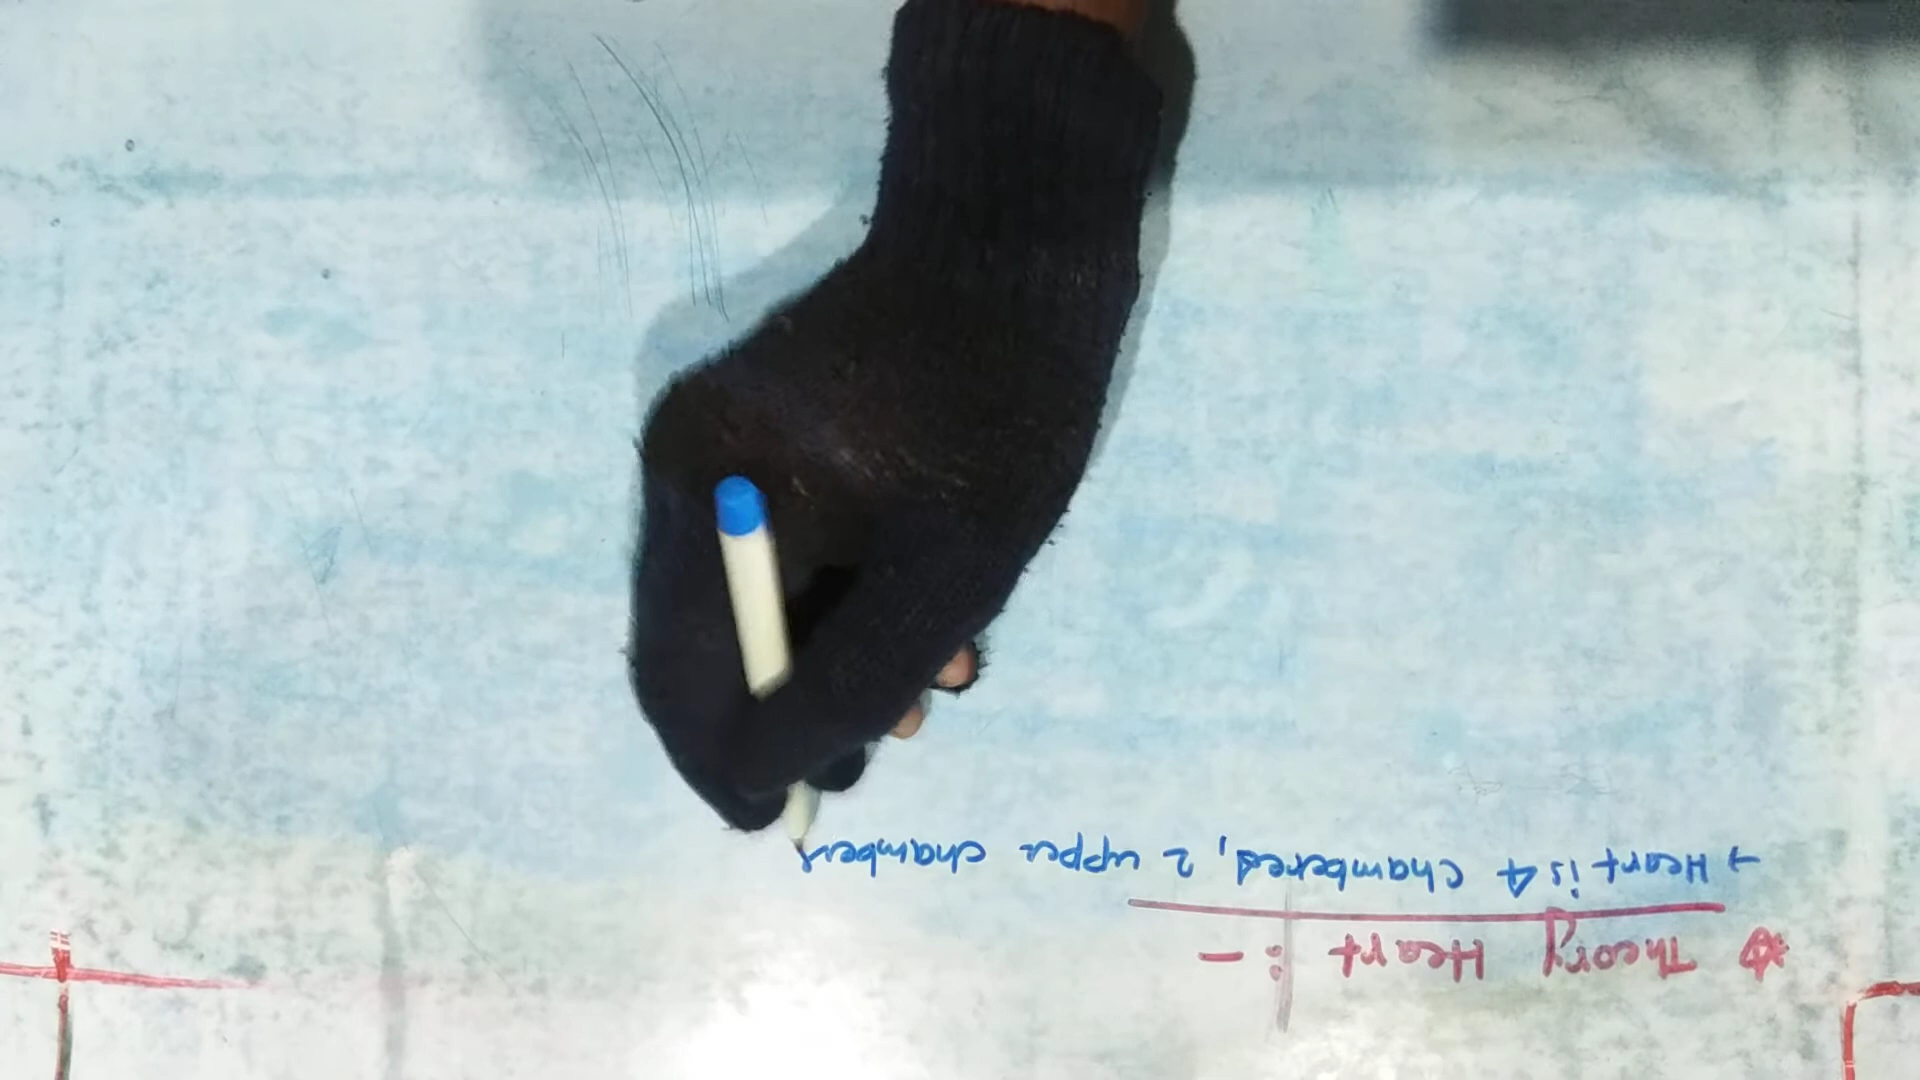 ☆ Theory Heart :-
→ Heart is 4 chambered, 2 upper chambers